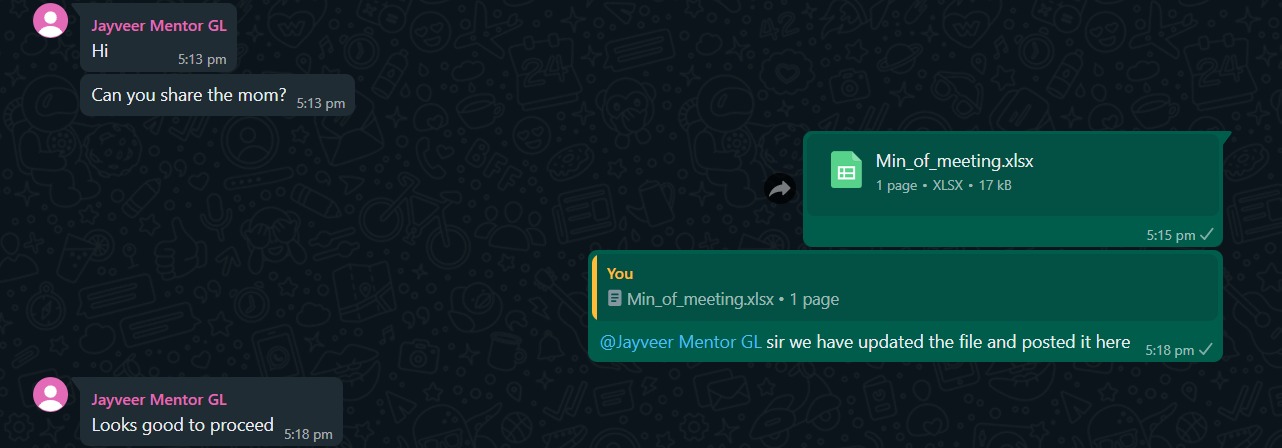 Jayveer Mentor GL
Hi
5:13 pm
Can you share the mom?
5:13 pm
Min_of_meeting.xlsx
1 page • XLSX • 17 kB
5:15 pm
You
Min_of_meeting.xlsx • 1 page
@Jayveer Mentor GL sir we have updated the file and posted it here
5:18 pm
Jayveer Mentor GL
Looks good to proceed
5:18 pm